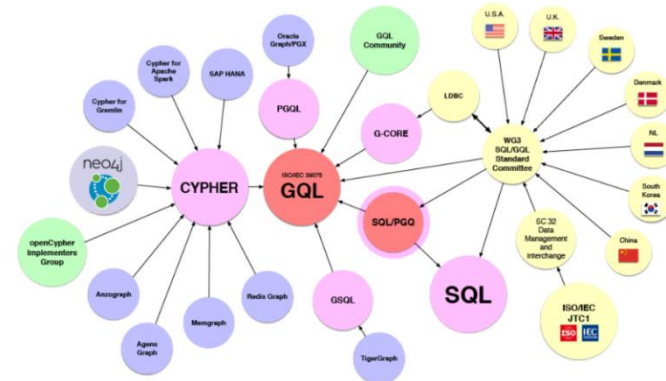 U.S.A.
U.K.
Sweden
Denmark
NL
South
Korea
China
Oracle
Graph/PGX
GQL
Community
Cypher for
Apache
Spark
SAP HANA
Cypher for
Gremlin
PGQL
LDBC
G-CORE
WG3
SQL/GQL
Standard
Committee
neo4j
CYPHER
ISO/IEC 39075
GQL
SQL/PGQ
SC 32
Data
Management
and
Interchange
openCypher
Implementers
Group
Anzograph
Agens
Graph
Memgraph
Redis Graph
GSQL
SQL
TigerGraph
ISO/IEC
JTC1
ISO
IEC